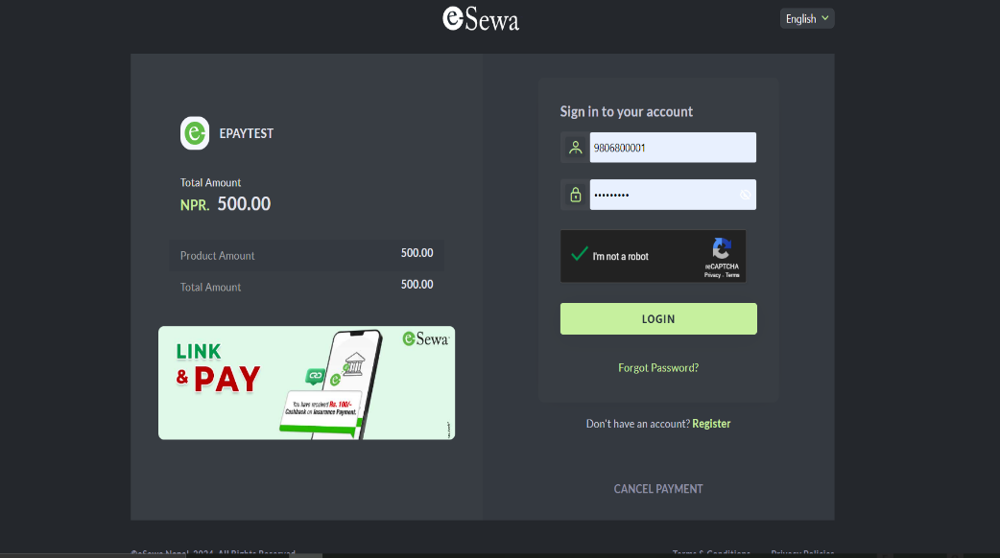 eSewa
English
EPAYTEST
Total Amount
NPR. 500.00
Product Amount 500.00
Total Amount 500.00
LINK
& PAY
eSewa
You have received Rs. 100/-
Cashback on Insurance Payment.
Sign in to your account
9806800001
•••••••••
I'm not a robot
reCAPTCHA
Privacy - Terms
LOGIN
Forgot Password?
Don't have an account? Register
CANCEL PAYMENT
©eSewa Nepal, 2024. All Rights Reserved
Terms & Conditions Privacy Policies